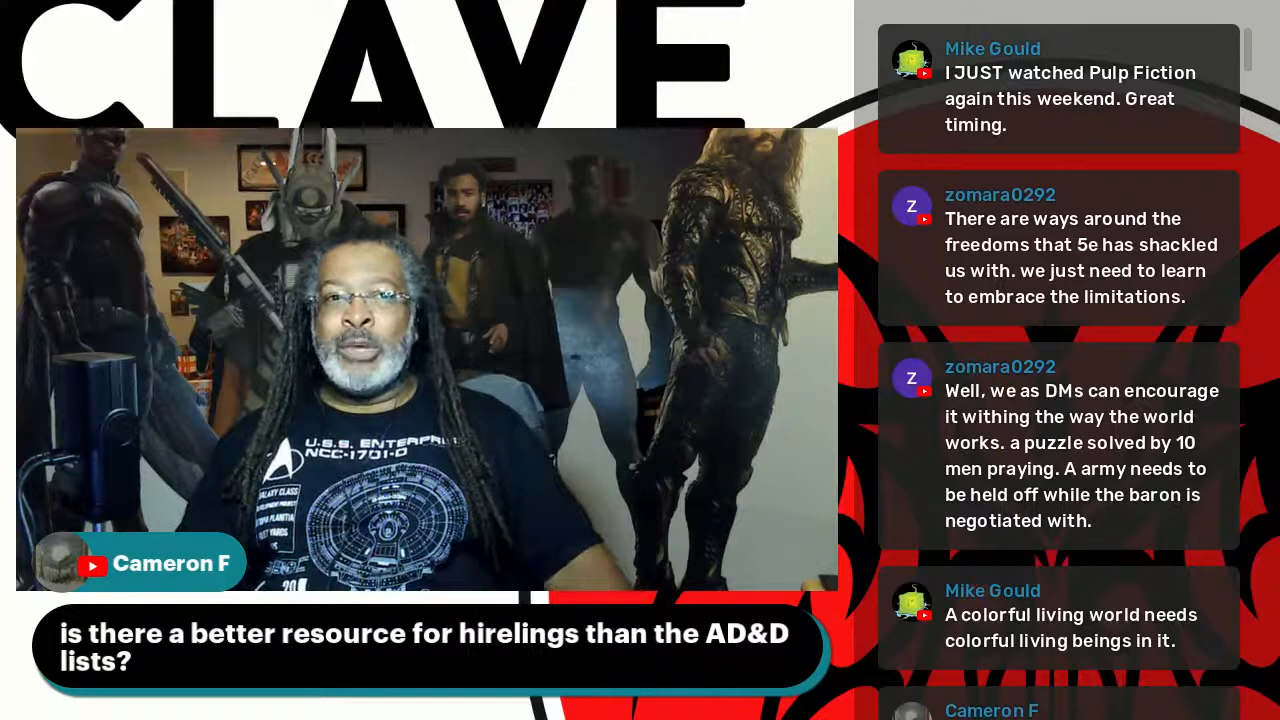 CLAVE
U.S.S. ENTERPRI
NCC-1701-D
GALAXY CLASS
Cameron F
is there a better resource for hirelings than the AD&D
lists?
Mike Gould
I JUST watched Pulp Fiction
again this weekend. Great
timing.
Z
zomara0292
There are ways around the
freedoms that 5e has shackled
us with. we just need to learn
to embrace the limitations.
Z
zomara0292
Well, we as DMs can encourage
it withing the way the world
works. a puzzle solved by 10
men praying. A army needs to
be held off while the baron is
negotiated with.
Mike Gould
A colorful living world needs
colorful living beings in it.
Cameron F